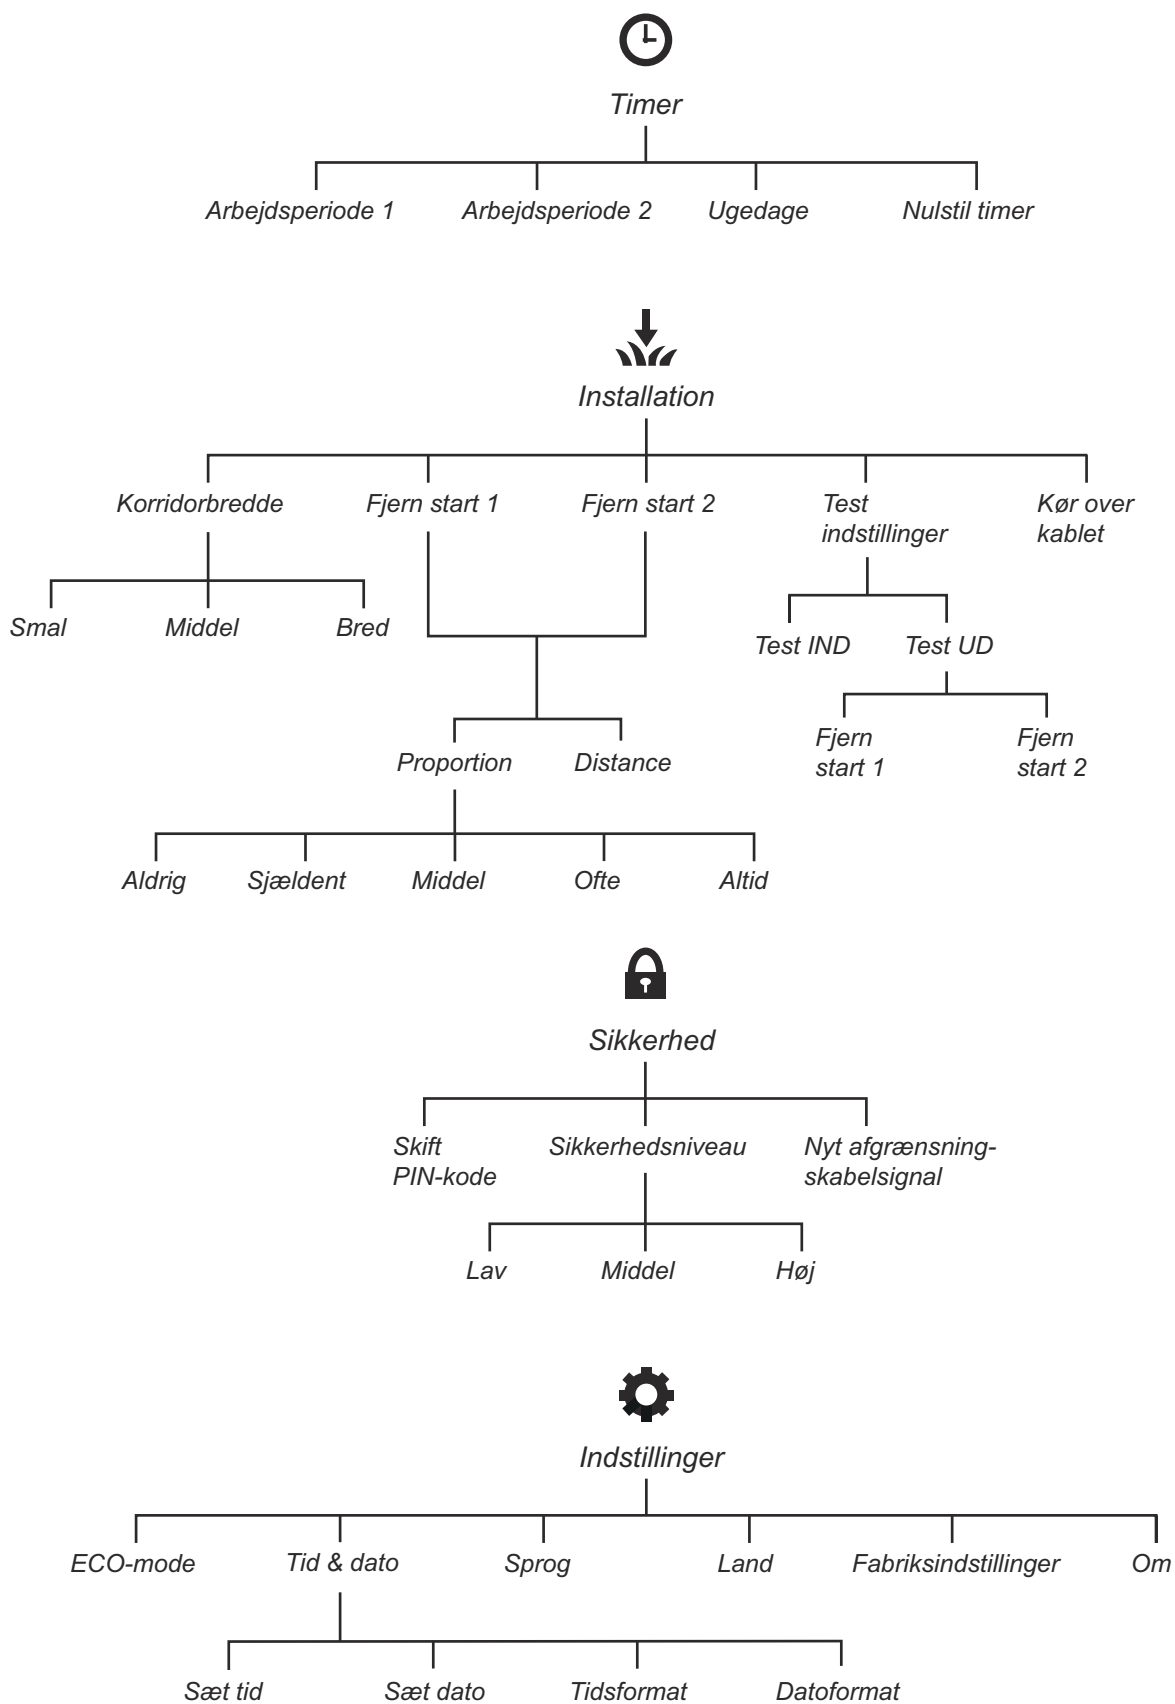 Timer
Arbejdsperiode 1 Arbejdsperiode 2 Ugedage Nulstil timer
Installation
Korridorbredde Fjern start 1 Fjern start 2 Test indstillinger Kør over kablet
Smal Middel Bred
Test IND Test UD
Fjern start 1 Fjern start 2
Proportion Distance
Aldrig Sjældent Middel Ofte Altid
Sikkerhed
Skift PIN-kode Sikkerhedsniveau Nyt afgrænsning-
skabelsignal
Lav Middel Høj
Indstillinger
ECO-mode Tid & dato Sprog Land Fabriksindstillinger Om
Sæt tid Sæt dato Tidsformat Datoformat